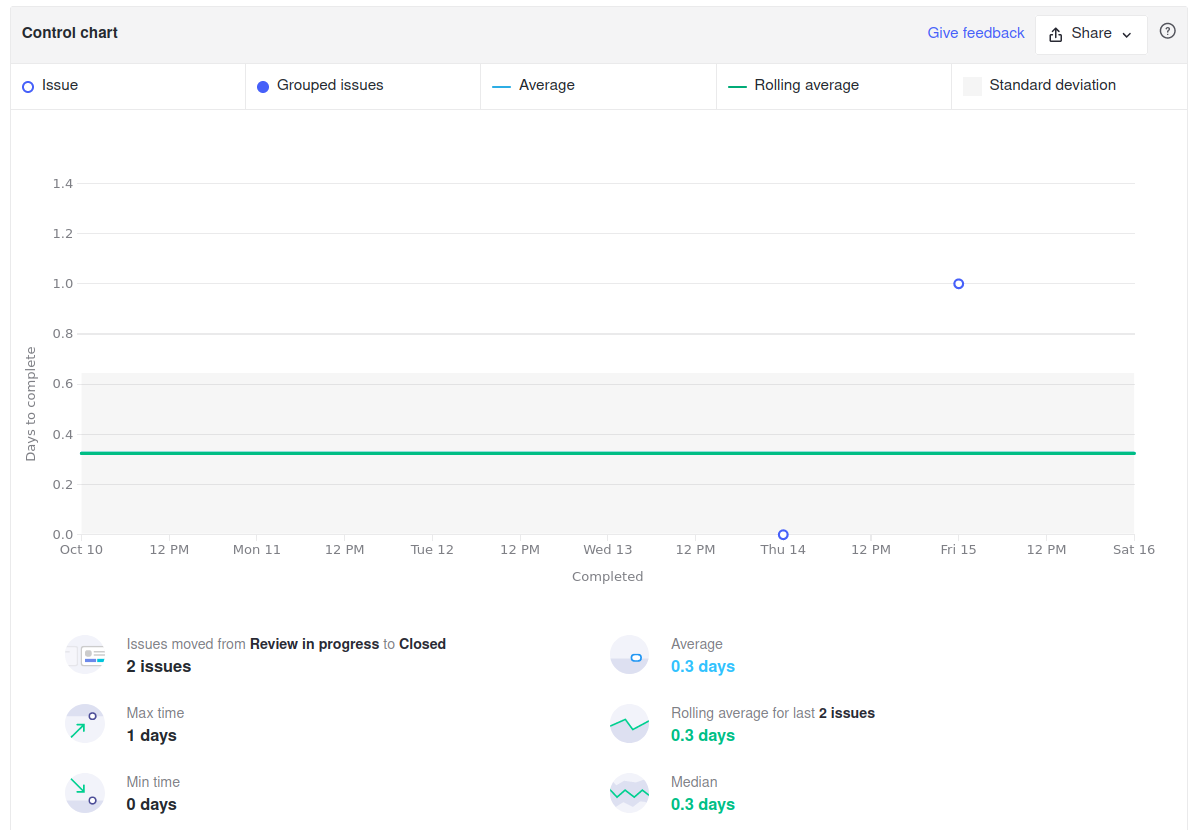 Control chart
Give feedback
Share
?
Issue
Grouped issues
Average
Rolling average
Standard deviation
1.4
1.2
1.0
0.8
0.6
0.4
0.2
0.0
Days to complete
Oct 10 12 PM Mon 11 12 PM Tue 12 12 PM Wed 13 12 PM Thu 14 12 PM Fri 15 12 PM Sat 16
Completed
Issues moved from Review in progress to Closed
2 issues
Average
0.3 days
Max time
1 days
Rolling average for last 2 issues
0.3 days
Min time
0 days
Median
0.3 days